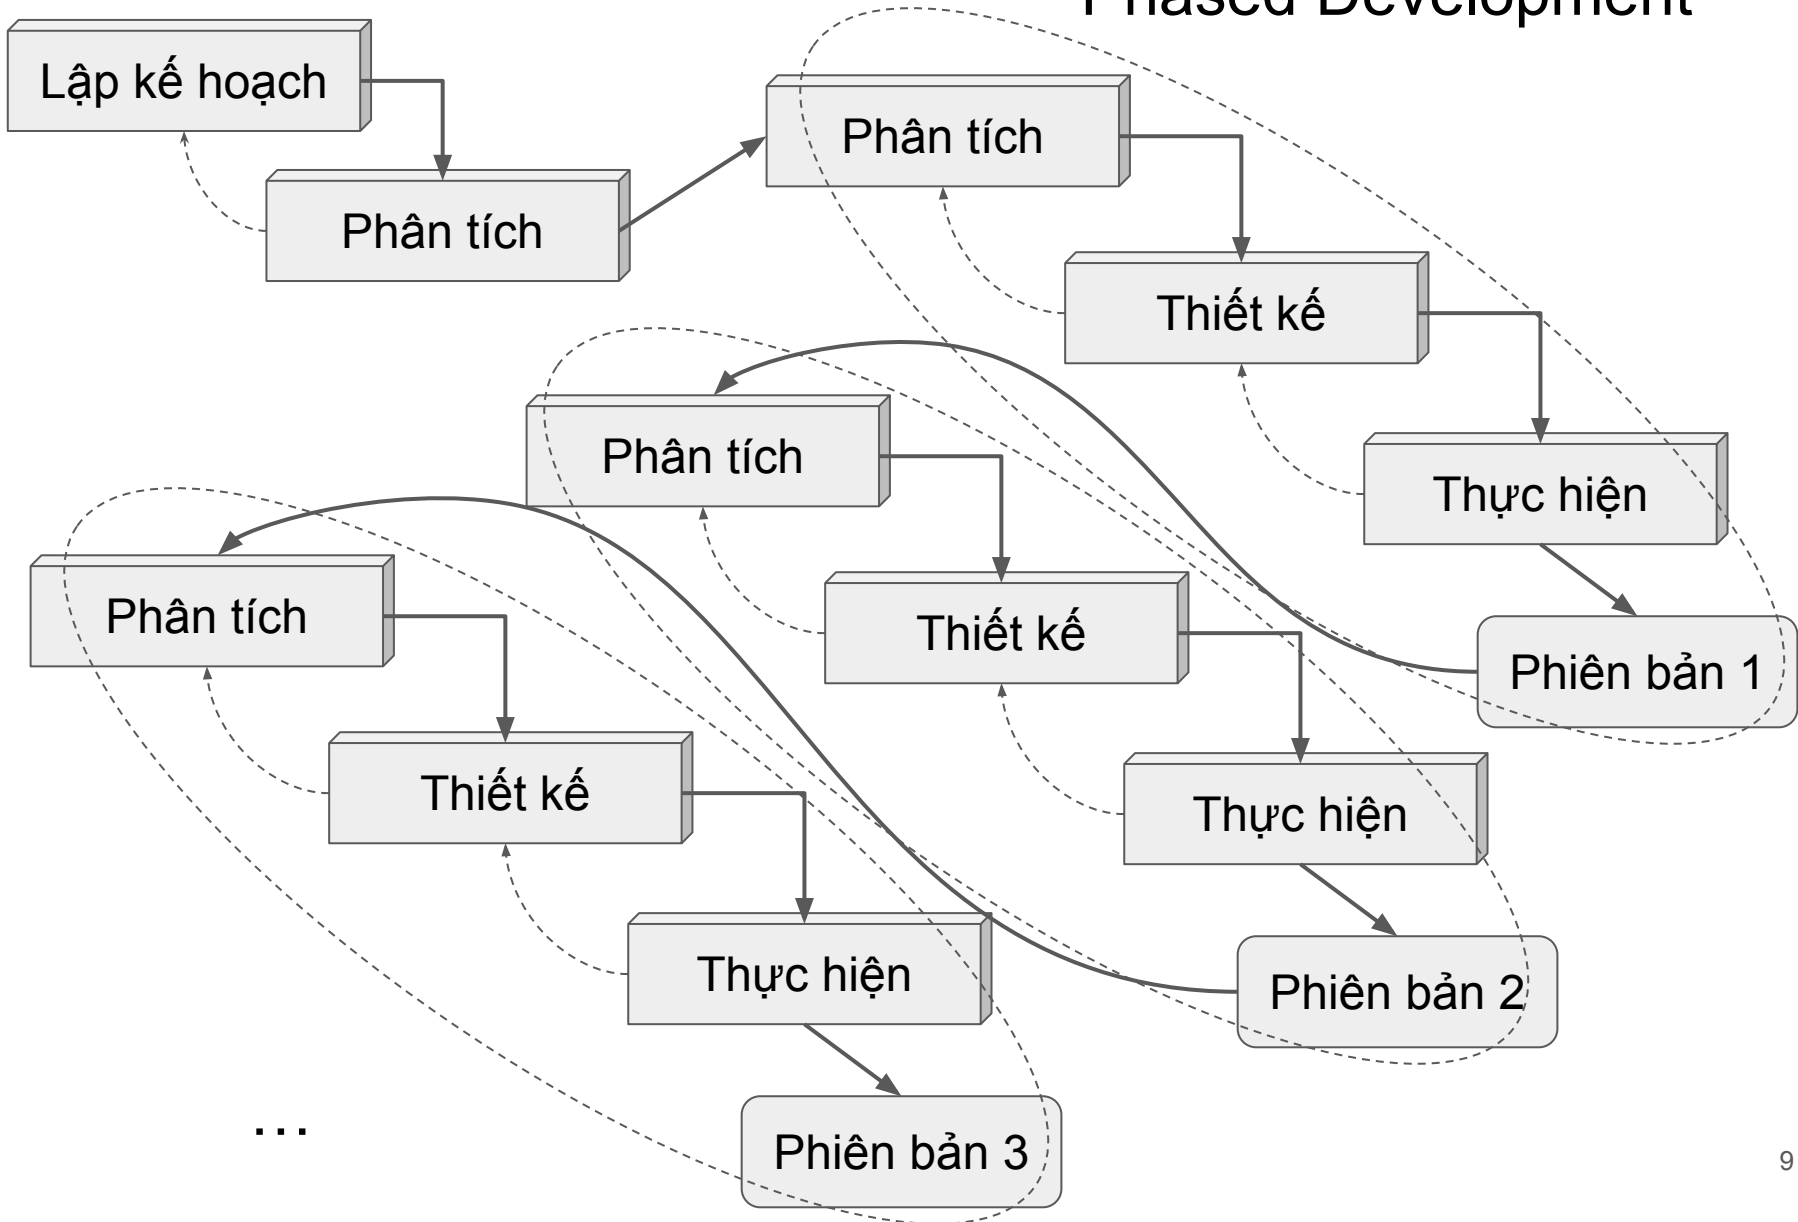 Phased Development
Lập kế hoạch
Phân tích
Phân tích
Thiết kế
Thực hiện
Phiên bản 1
Phân tích
Thiết kế
Thực hiện
Phiên bản 2
Phân tích
Thiết kế
Thực hiện
Phiên bản 3
…
9